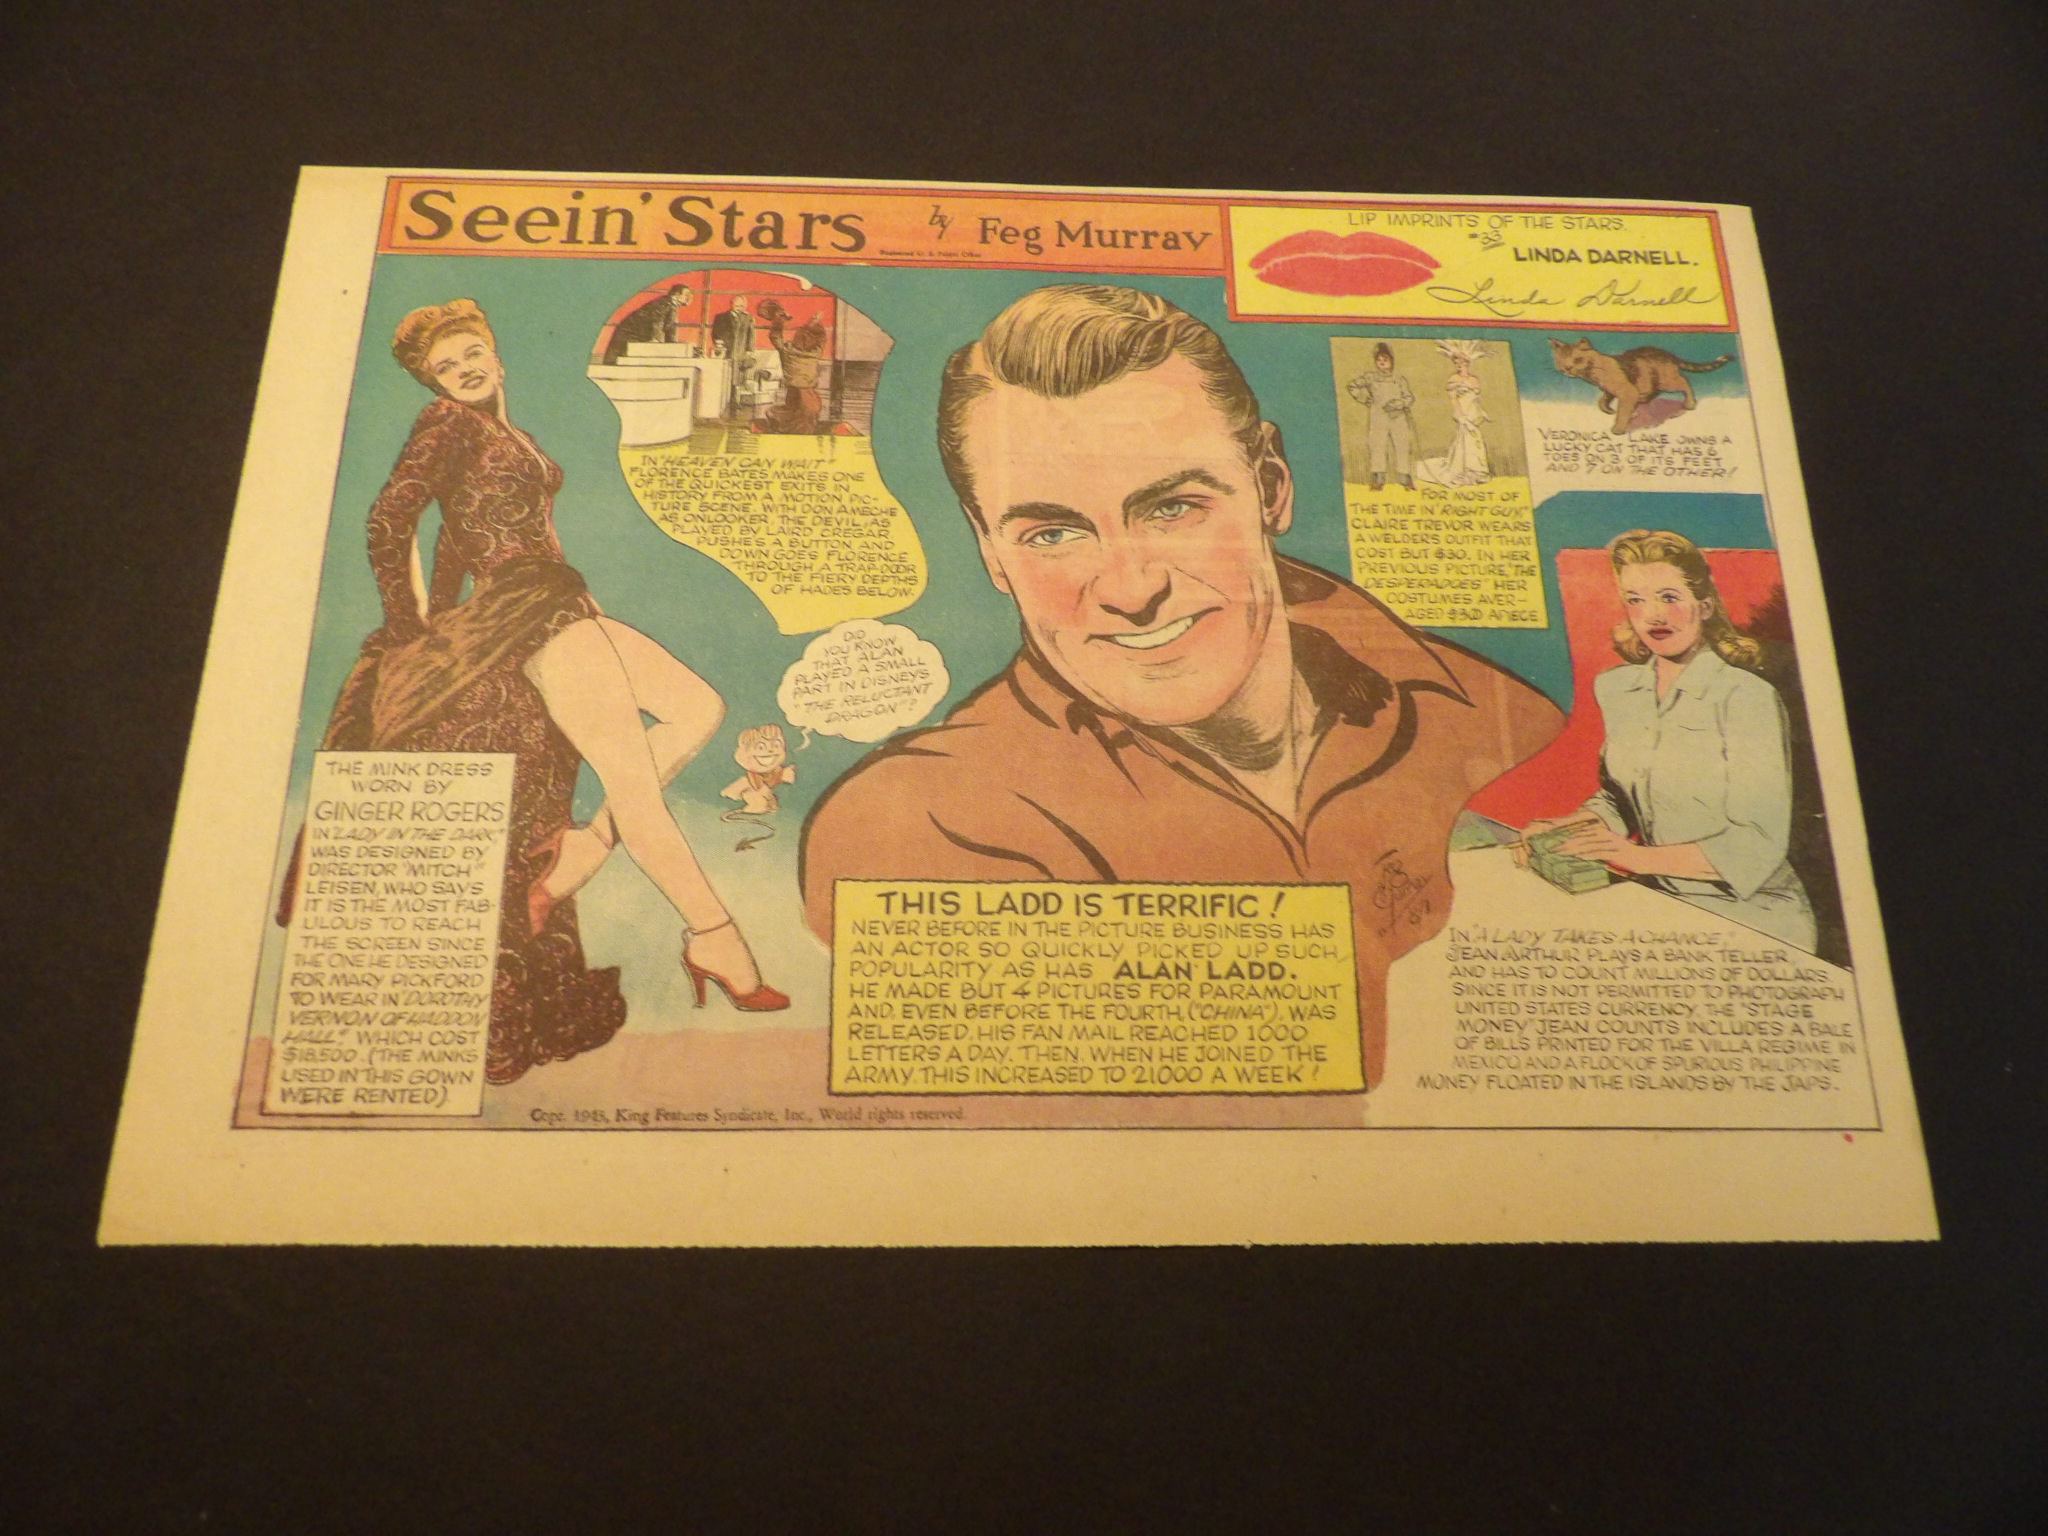 Seein' Stars by Feg Murray
Registered U. S. Patent Office
LIP IMPRINTS OF THE STARS.
#33
LINDA DARNELL.
Linda Darnell
IN "HEAVEN CAN WAIT"
FLORENCE BATES MAKES ONE
OF THE QUICKEST EXITS IN
HISTORY FROM A MOTION PIC-
TURE SCENE. WITH DON AMECHE
AS ONLOOKER, THE DEVIL, AS
PLAYED BY LAIRD CREGAR,
PUSHES A BUTTON AND
DOWN GOES FLORENCE
THROUGH A TRAP-DOOR
TO THE FIERY DEPTHS
OF HADES BELOW.
VERONICA LAKE OWNS A
LUCKY CAT THAT HAS 6
TOES ON 3 OF ITS FEET
AND 7 ON THE OTHER!
FOR MOST OF
THE TIME IN "RIGHT GUY,"
CLAIRE TREVOR WEARS
A WELDERS OUTFIT THAT
COST BUT $30. IN HER
PREVIOUS PICTURE, "THE
DESPERADOES" HER
COSTUMES AVER-
AGED $300 APIECE
DID
YOU KNOW
THAT ALAN
PLAYED A SMALL
PART IN DISNEY'S
"THE RELUCTANT
DRAGON"?
THE MINK DRESS
WORN BY
GINGER ROGERS
IN "LADY IN THE DARK,"
WAS DESIGNED BY
DIRECTOR "MITCH"
LEISEN, WHO SAYS
IT IS THE MOST FAB-
ULOUS TO REACH
THE SCREEN SINCE
THE ONE HE DESIGNED
FOR MARY PICKFORD
TO WEAR IN "DOROTHY
VERNON OF HADDON
HALL," WHICH COST
$18,500. (THE MINKS
USED IN THIS GOWN
WERE RENTED)
THIS LADD IS TERRIFIC!
NEVER BEFORE IN THE PICTURE BUSINESS HAS
AN ACTOR SO QUICKLY PICKED UP SUCH
POPULARITY AS HAS ALAN LADD.
HE MADE BUT 4 PICTURES FOR PARAMOUNT
AND, EVEN BEFORE THE FOURTH, ("CHINA"), WAS
RELEASED, HIS FAN MAIL REACHED 1000
LETTERS A DAY. THEN, WHEN HE JOINED THE
ARMY, THIS INCREASED TO 21000 A WEEK!
IN "A LADY TAKES A CHANCE,"
JEAN ARTHUR PLAYS A BANK TELLER,
AND HAS TO COUNT MILLIONS OF DOLLARS.
SINCE IT IS NOT PERMITTED TO PHOTOGRAPH
UNITED STATES CURRENCY, THE "STAGE
MONEY" JEAN COUNTS INCLUDES A BALE
OF BILLS PRINTED FOR THE VILLA REGIME IN
MEXICO AND A FLOCK OF SPURIOUS PHILIPPINE
MONEY FLOATED IN THE ISLANDS BY THE JAPS.
Copr. 1943, King Features Syndicate, Inc., World rights reserved.